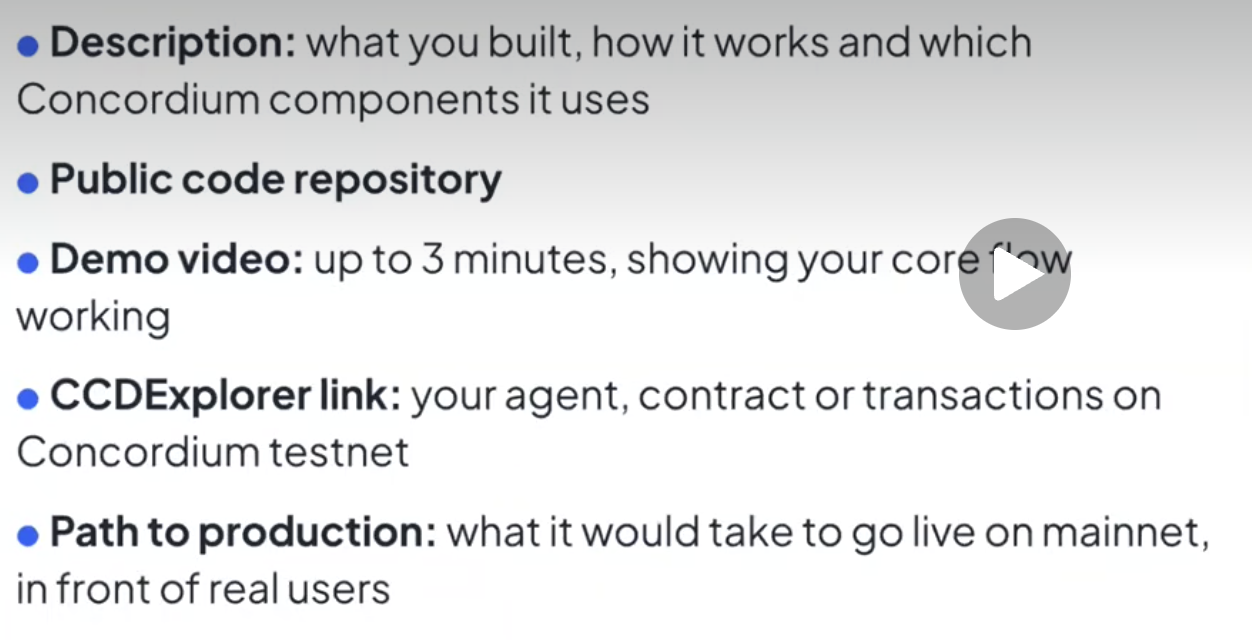 ● Description: what you built, how it works and which
Concordium components it uses
● Public code repository
● Demo video: up to 3 minutes, showing your core flow
working
● CCDExplorer link: your agent, contract or transactions on
Concordium testnet
● Path to production: what it would take to go live on mainnet,
in front of real users